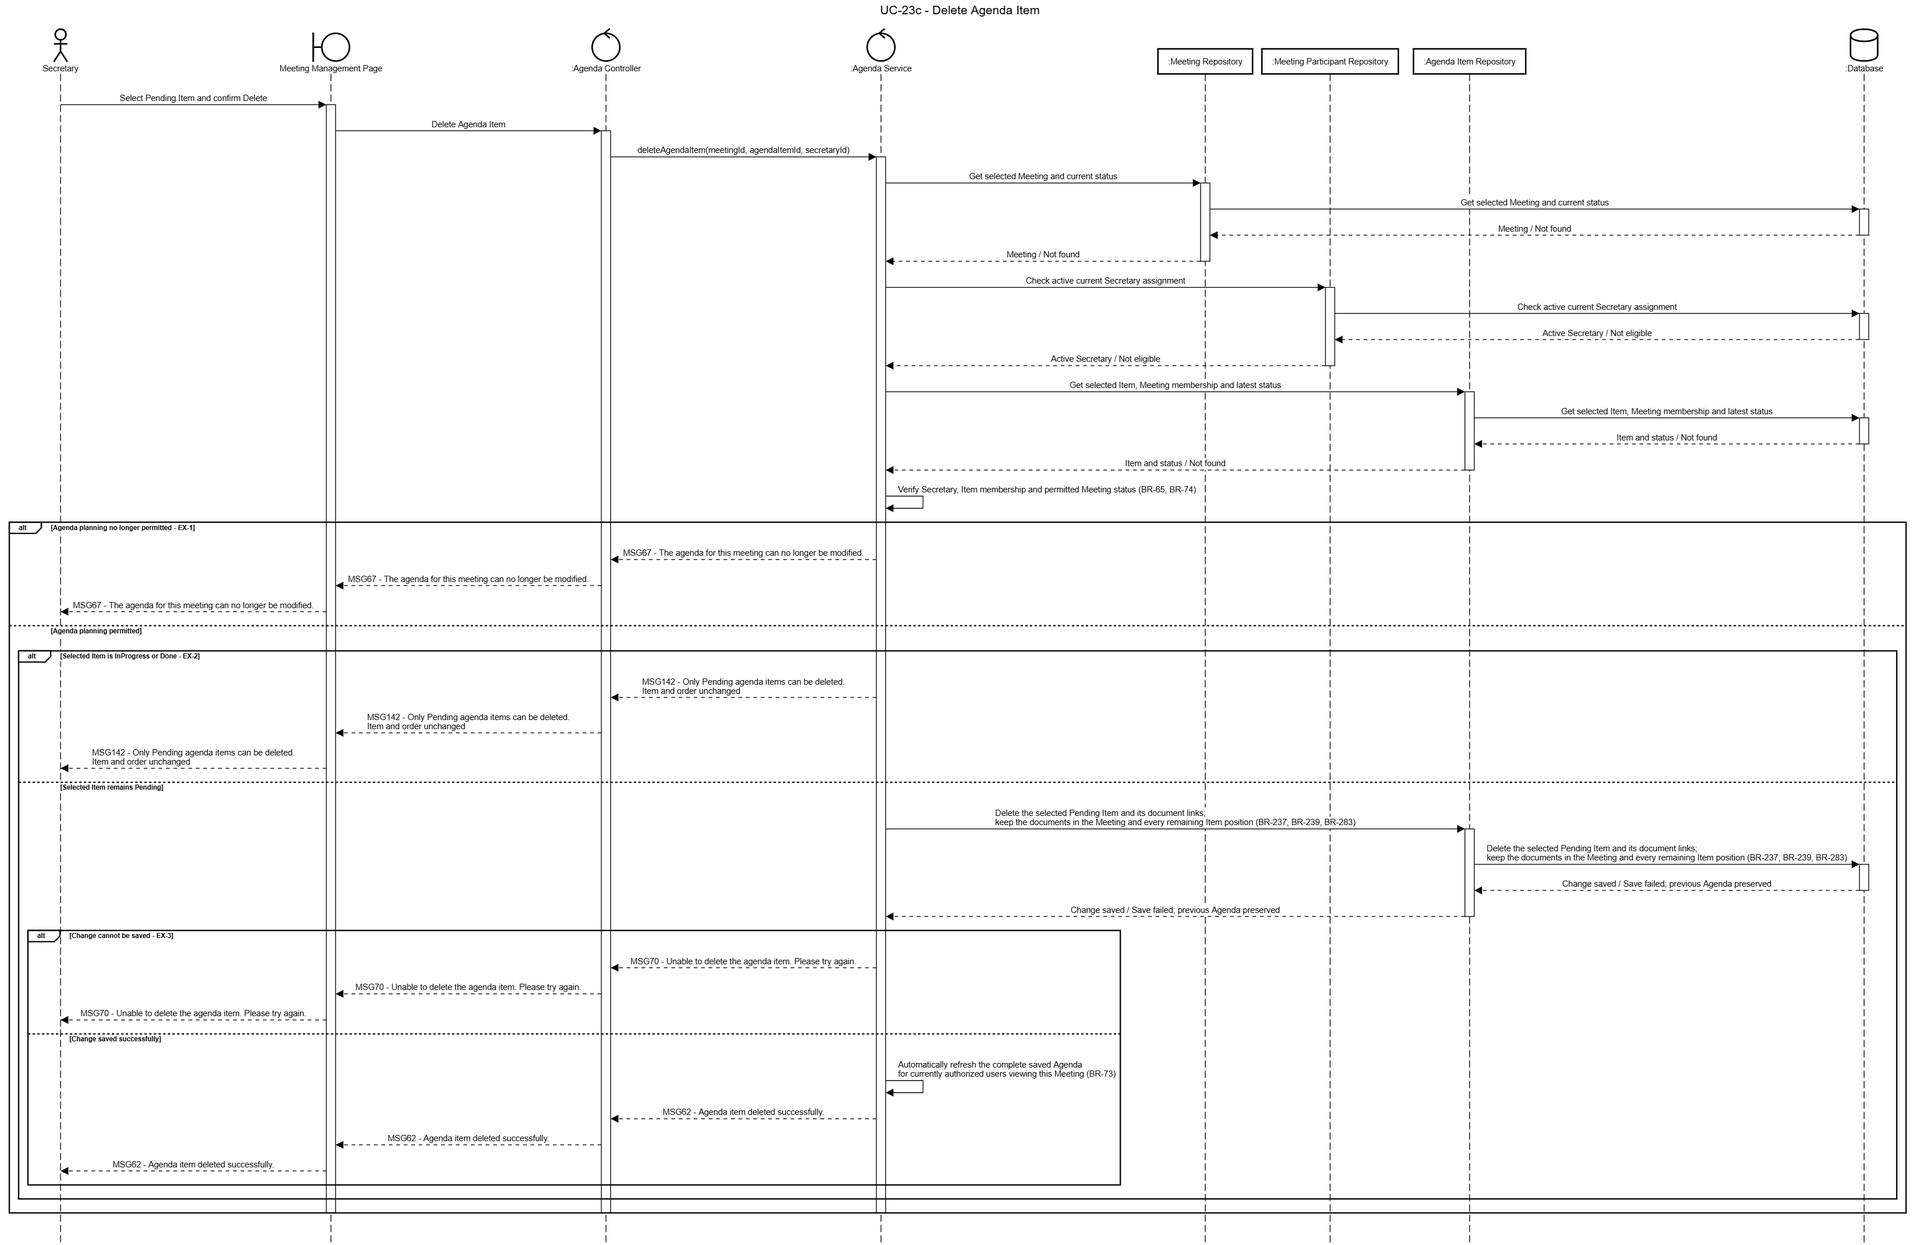 UC-23c - Delete Agenda Item
Secretary
Meeting Management Page
:Agenda Controller
:Agenda Service
:Meeting Repository
:Meeting Participant Repository
:Agenda Item Repository
:Database
Select Pending Item and confirm Delete
Delete Agenda Item
deleteAgendaItem(meetingId, agendaItemId, secretaryId)
Get selected Meeting and current status
Get selected Meeting and current status
Meeting / Not found
Meeting / Not found
Check active current Secretary assignment
Check active current Secretary assignment
Active Secretary / Not eligible
Active Secretary / Not eligible
Get selected Item, Meeting membership and latest status
Get selected Item, Meeting membership and latest status
Item and status / Not found
Item and status / Not found
Verify Secretary, Item membership and permitted Meeting status (BR-65, BR-74)
alt
[Agenda planning no longer permitted - EX-1]
MSG67 - The agenda for this meeting can no longer be modified.
MSG67 - The agenda for this meeting can no longer be modified.
MSG67 - The agenda for this meeting can no longer be modified.
[Agenda planning permitted]
alt
[Selected Item is InProgress or Done - EX-2]
MSG142 - Only Pending agenda items can be deleted.
Item and order unchanged
MSG142 - Only Pending agenda items can be deleted.
Item and order unchanged
MSG142 - Only Pending agenda items can be deleted.
Item and order unchanged
[Selected Item remains Pending]
Delete the selected Pending Item and its document links;
keep the documents in the Meeting and every remaining Item position (BR-237, BR-239, BR-283)
Delete the selected Pending Item and its document links;
keep the documents in the Meeting and every remaining Item position (BR-237, BR-239, BR-283)
Change saved / Save failed; previous Agenda preserved
Change saved / Save failed; previous Agenda preserved
alt
[Change cannot be saved - EX-3]
MSG70 - Unable to delete the agenda item. Please try again.
MSG70 - Unable to delete the agenda item. Please try again.
MSG70 - Unable to delete the agenda item. Please try again.
[Change saved successfully]
Automatically refresh the complete saved Agenda
for currently authorized users viewing this Meeting (BR-73)
MSG62 - Agenda item deleted successfully.
MSG62 - Agenda item deleted successfully.
MSG62 - Agenda item deleted successfully.